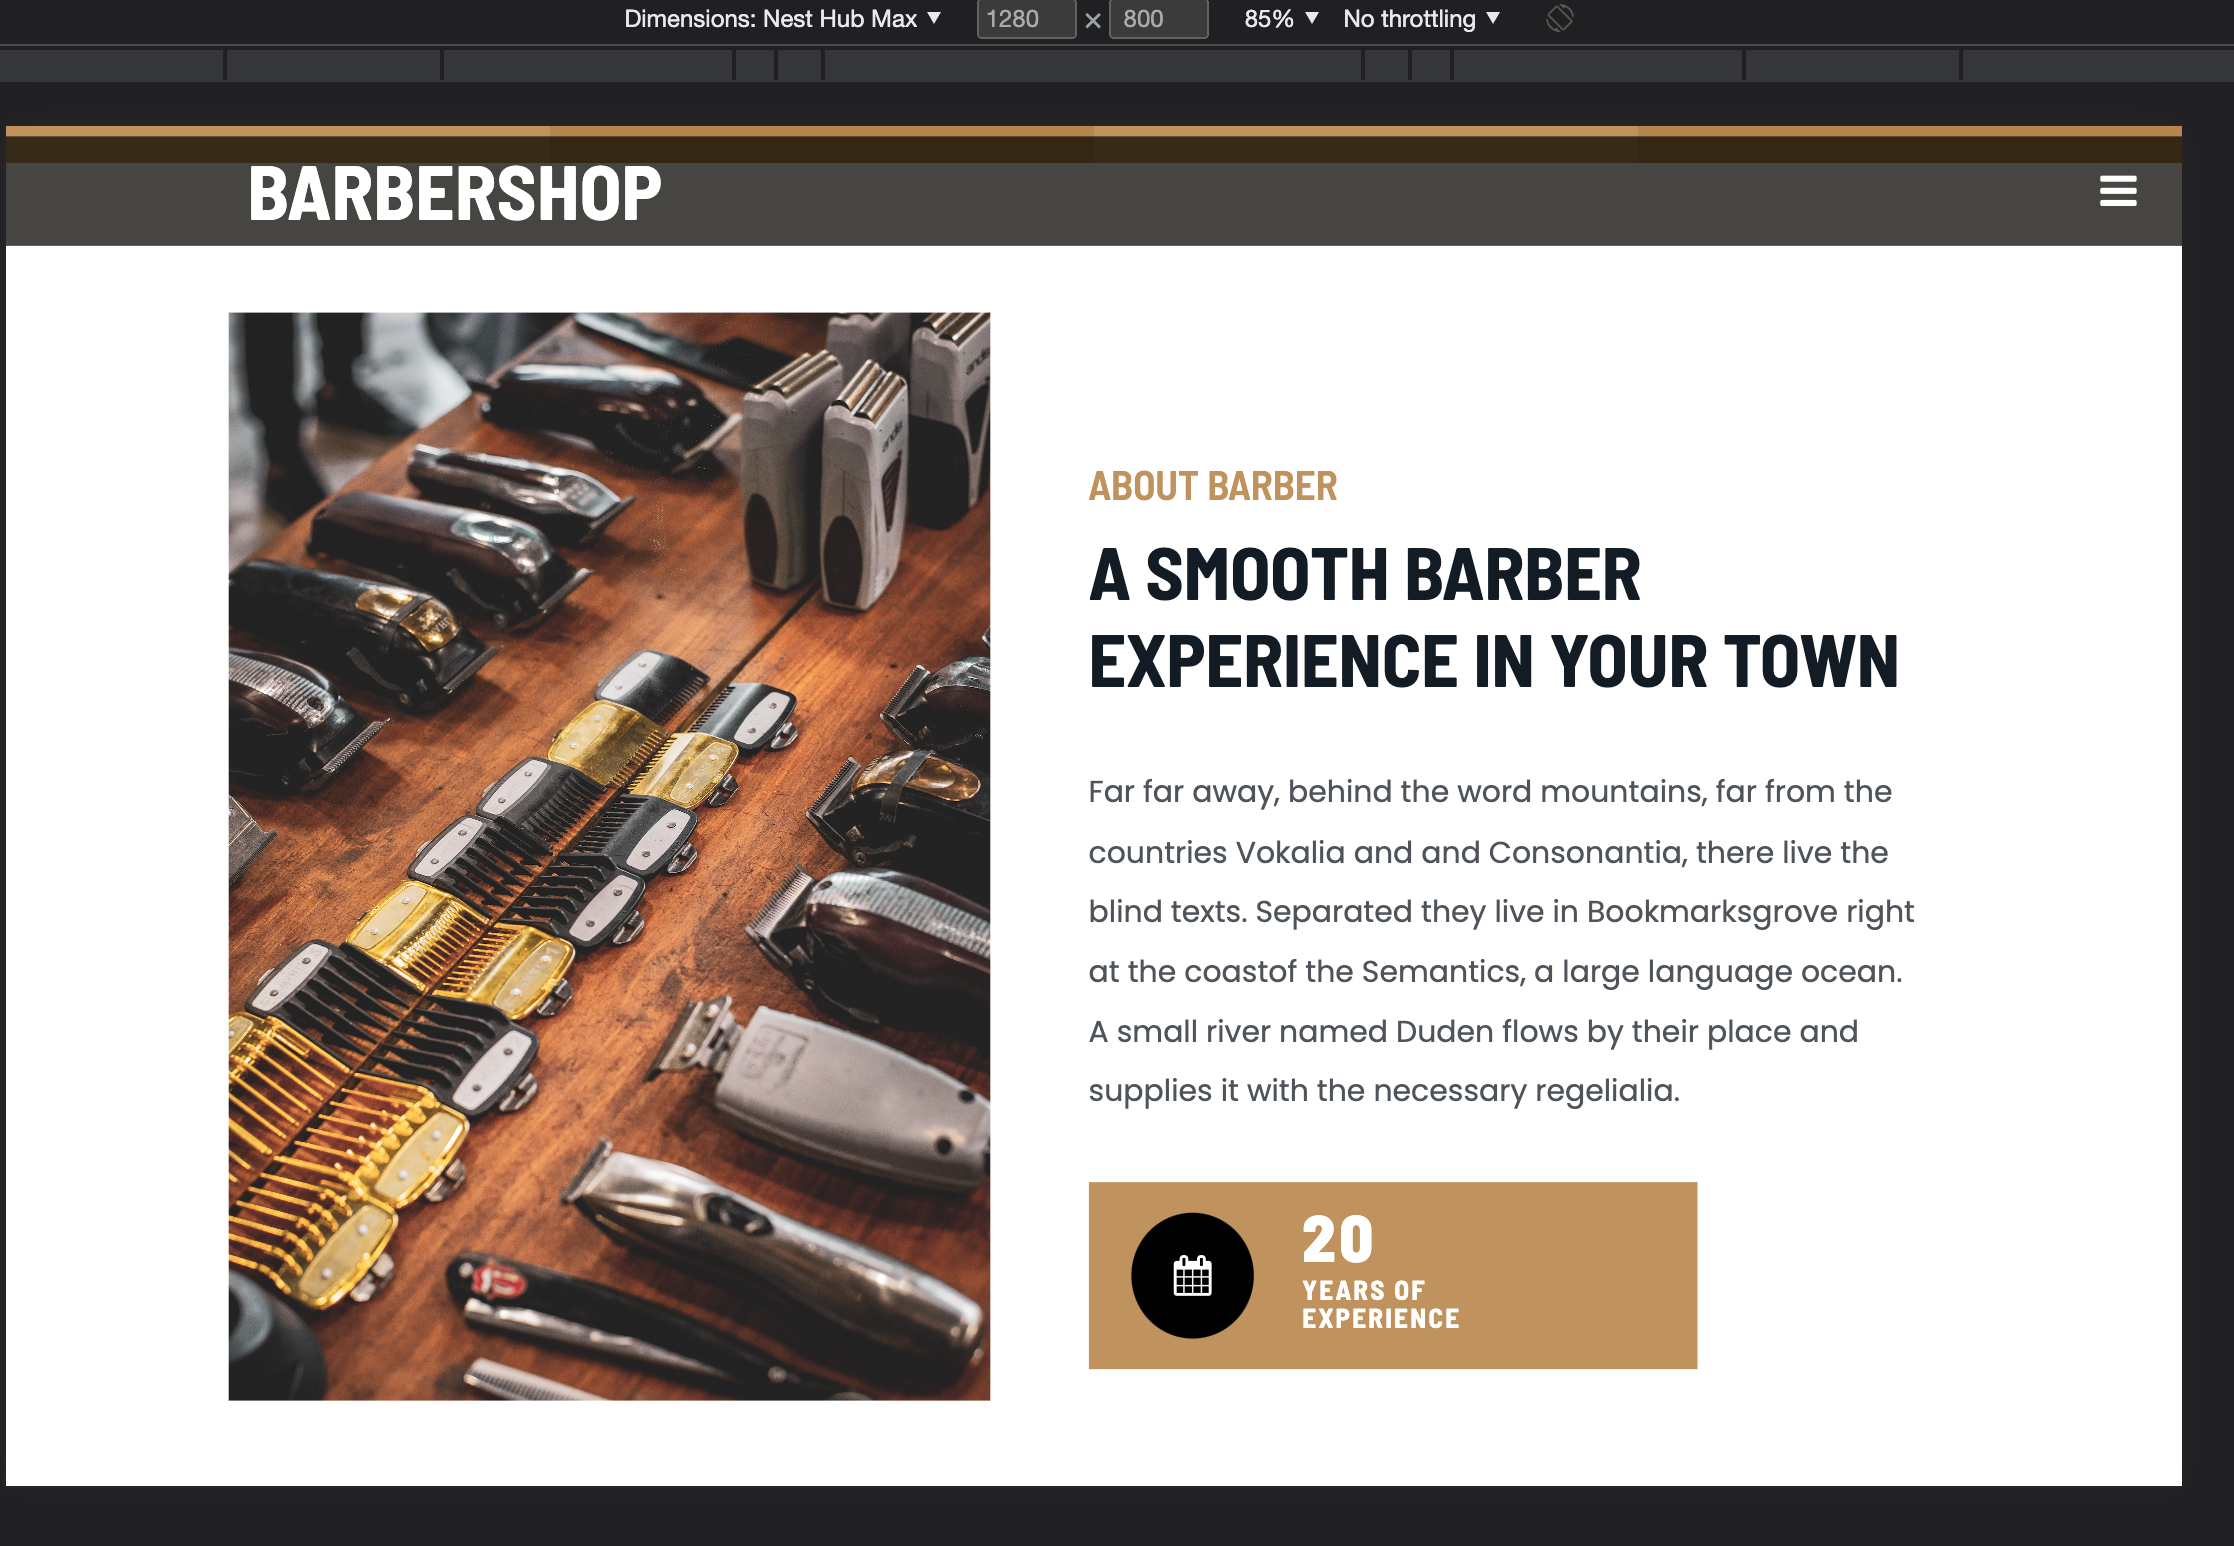 Dimensions: Nest Hub Max ▼ 1280 × 800 85% ▼ No throttling ▼
BARBERSHOP
andis
andis
ABOUT BARBER
A SMOOTH BARBER
EXPERIENCE IN YOUR TOWN
Far far away, behind the word mountains, far from the
countries Vokalia and and Consonantia, there live the
blind texts. Separated they live in Bookmarksgrove right
at the coastof the Semantics, a large language ocean.
A small river named Duden flows by their place and
supplies it with the necessary regelialia.
20
YEARS OF
EXPERIENCE